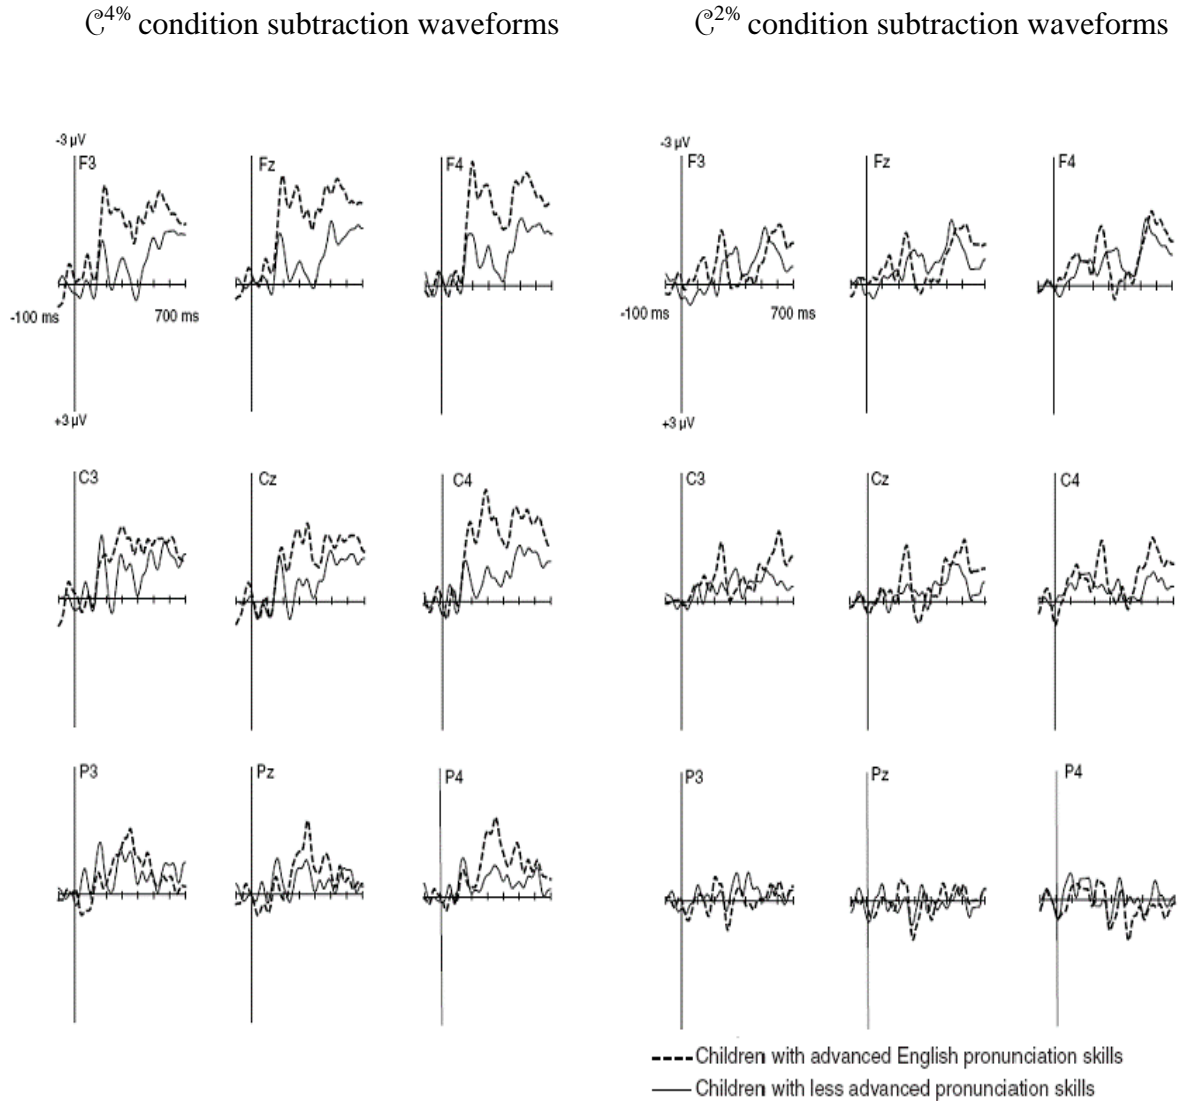 𝒞4% condition subtraction waveforms
𝒞2% condition subtraction waveforms
-3 µV
F3
Fz
F4
-100 ms
700 ms
+3 µV
-3 µV
F3
Fz
F4
-100 ms
700 ms
+3 µV
C3
Cz
C4
C3
Cz
C4
P3
Pz
P4
P3
Pz
P4
Children with advanced English pronunciation skills
Children with less advanced pronunciation skills